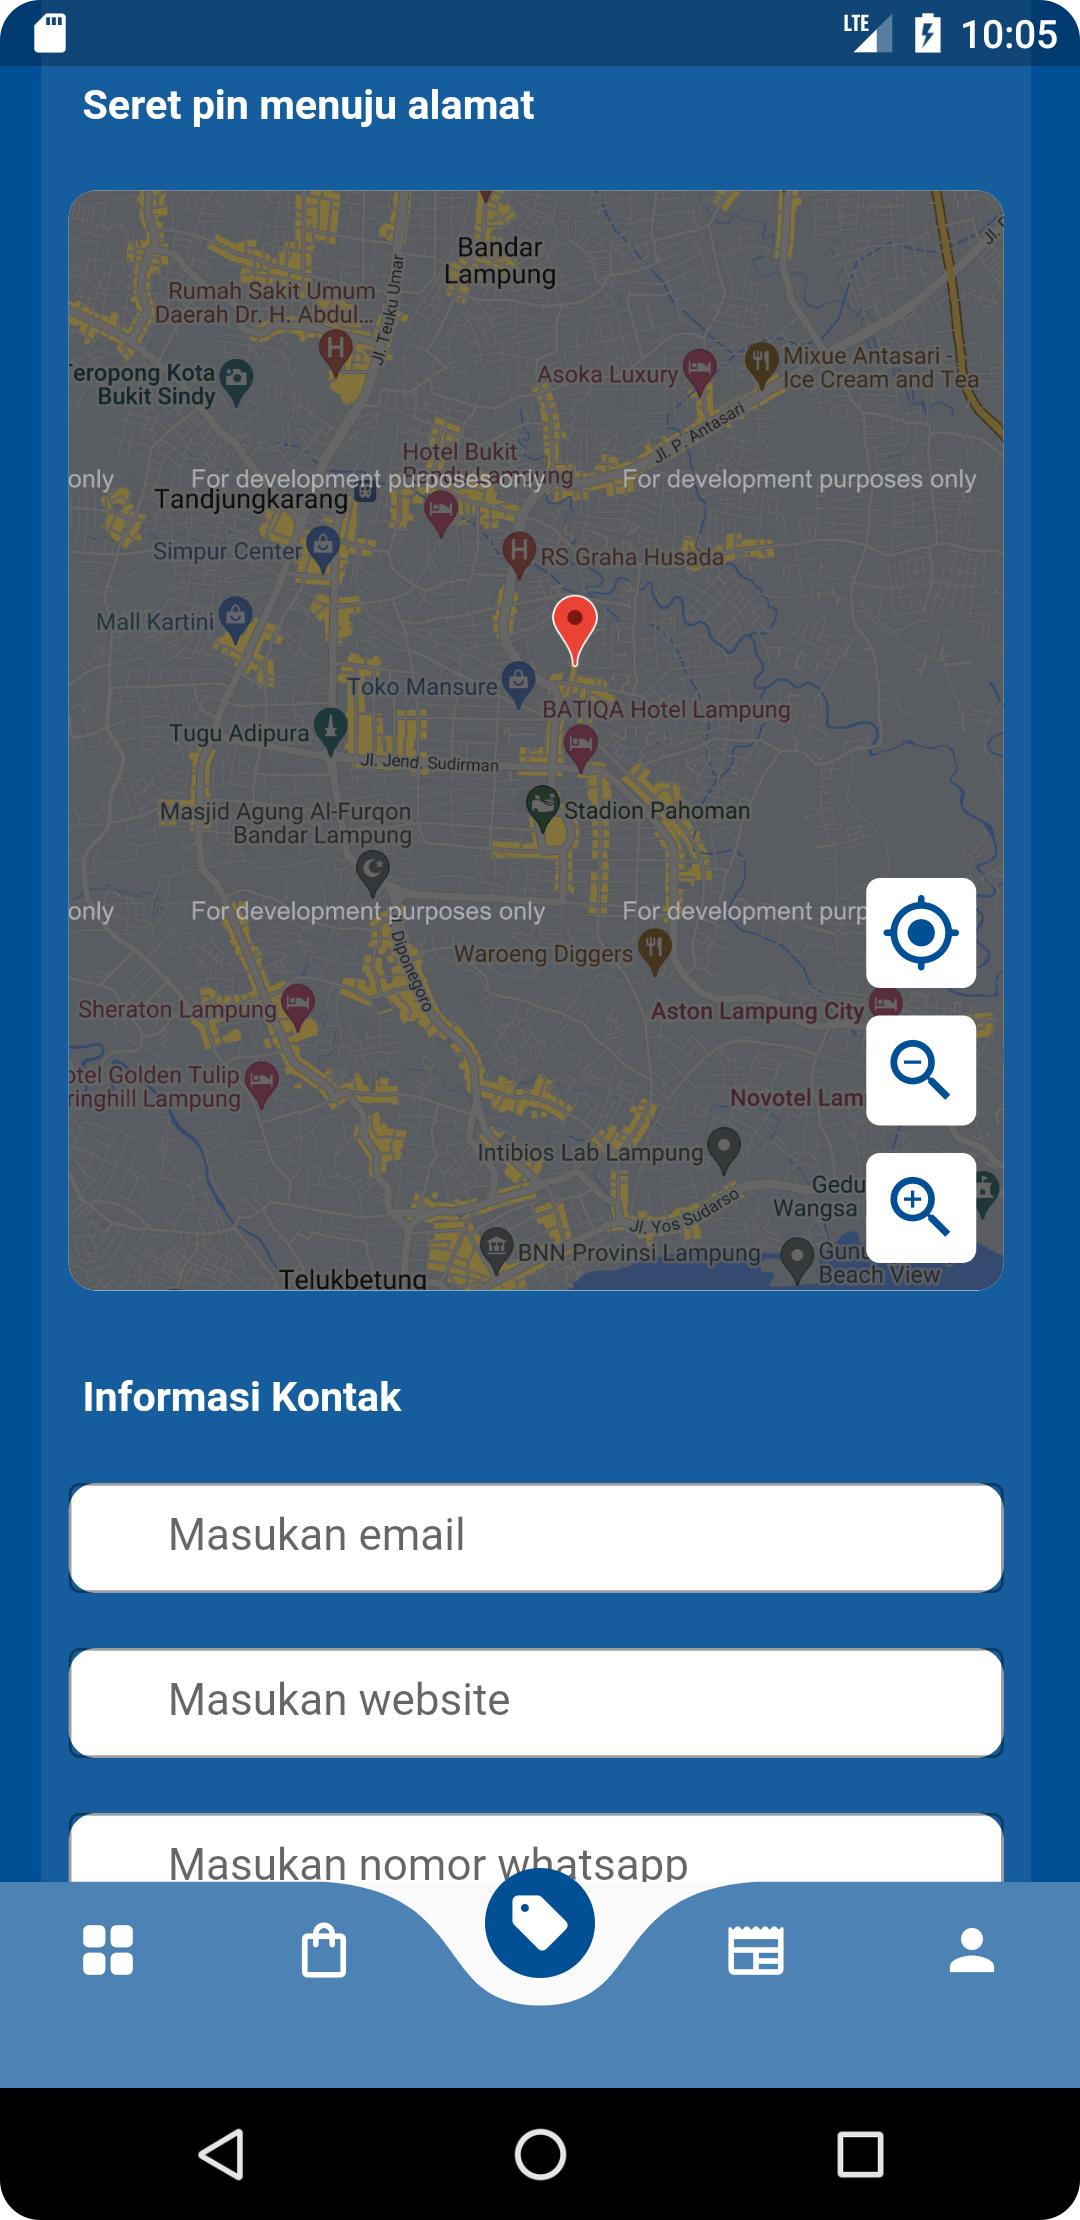 LTE 10:05
Seret pin menuju alamat
Bandar
Lampung
Jl. Teuku Umar
Rumah Sakit Umum
Daerah Dr. H. Abdul...
Teropong Kota
Bukit Sindy
Asoka Luxury
Mixue Antasari -
Ice Cream and Tea
Jl. P. Antasari
Hotel Bukit
Randu Lampung
only For development purposes only For development purposes only
Tandjungkarang
Simpur Center
RS Graha Husada
Mall Kartini
Toko Mansure
BATIQA Hotel Lampung
Tugu Adipura
Jl. Jend. Sudirman
Masjid Agung Al-Furqon
Bandar Lampung
Stadion Pahoman
only For development purposes only For development purp
Jl. Diponegoro
Waroeng Diggers
Sheraton Lampung
Aston Lampung City
otel Golden Tulip
ringhill Lampung
Novotel Lam
Intibios Lab Lampung
Gedu
Wangsa
Jl. Yos Sudarso
BNN Provinsi Lampung
Gunu
Beach View
Telukbetung
Informasi Kontak
Masukan email
Masukan website
Masukan nomor whatsapp